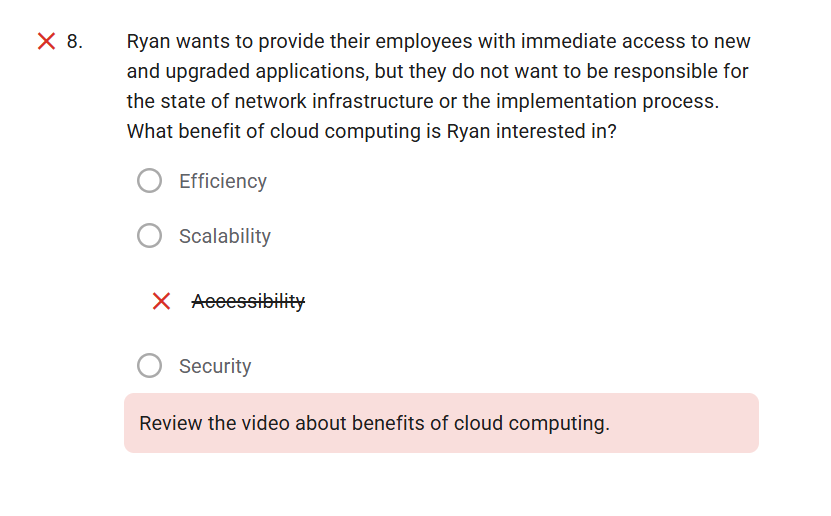 8.
Ryan wants to provide their employees with immediate access to new
and upgraded applications, but they do not want to be responsible for
the state of network infrastructure or the implementation process.
What benefit of cloud computing is Ryan interested in?
Efficiency
Scalability
Accessibility
Security
Review the video about benefits of cloud computing.